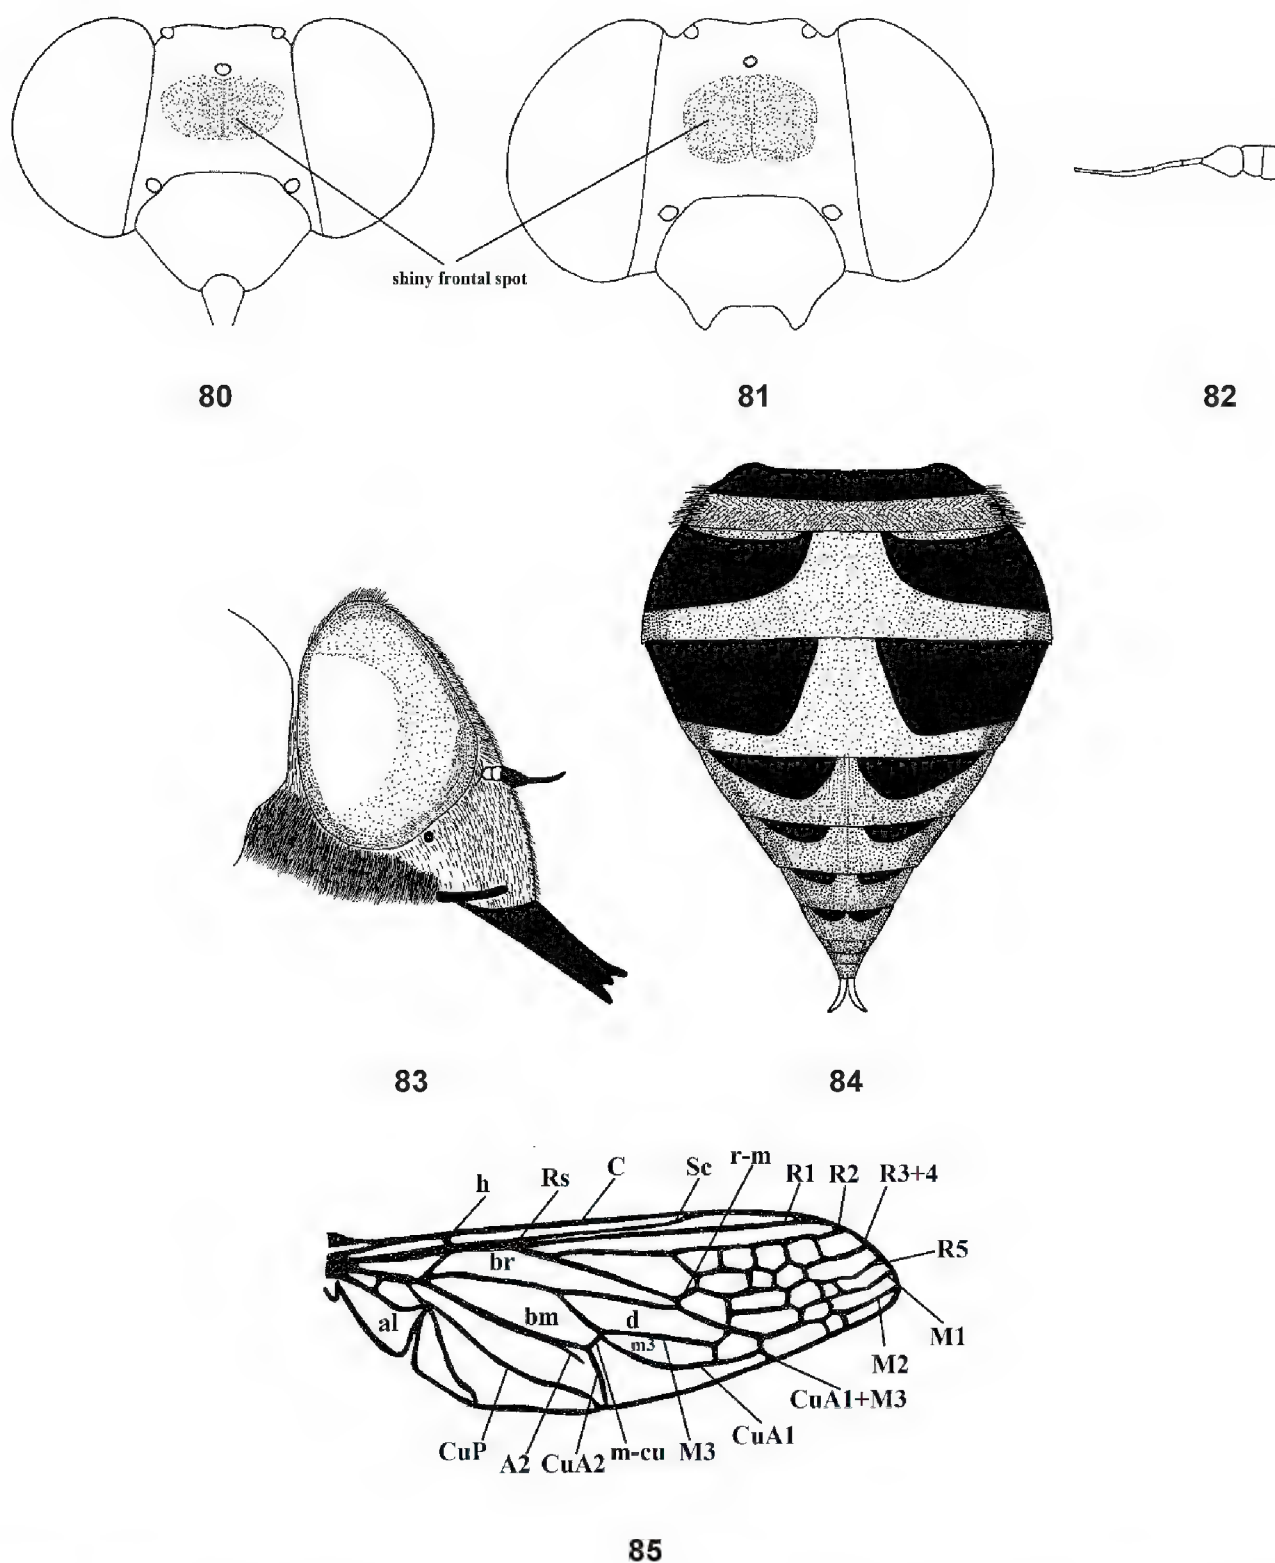 shiny frontal spot
80
81
82
83
84
h
Rs
C
Sc
r-m
R1
R2
R3+4
R5
br
bm
d
m3
al
M1
M2
CuA1+M3
CuA1
CuP
A2
CuA2
m-cu
M3
85